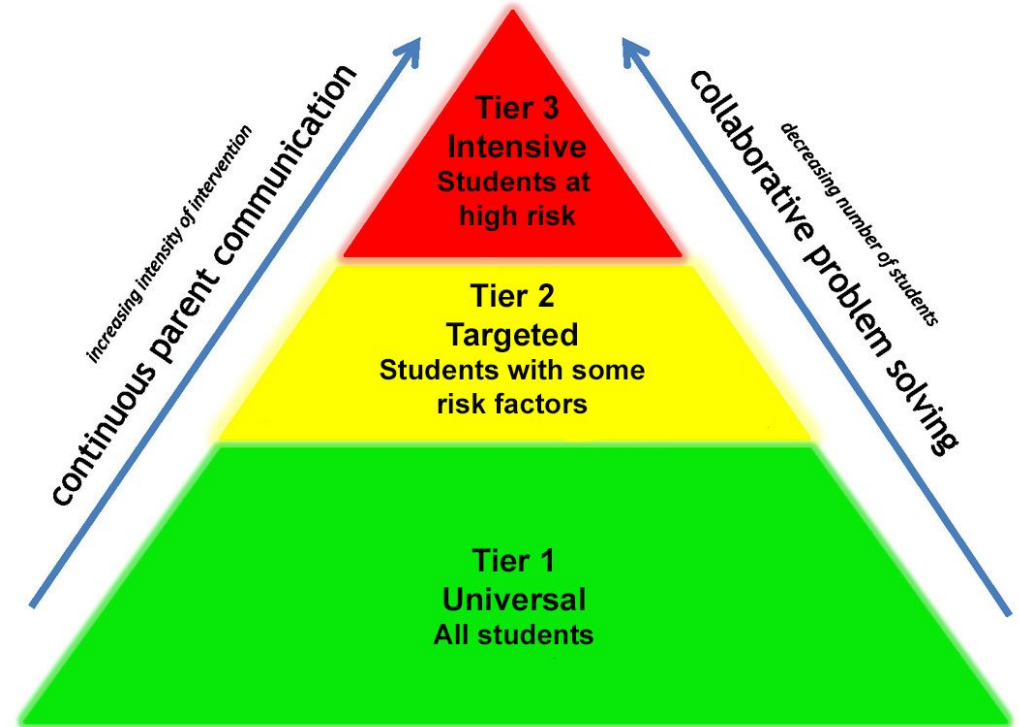 Tier 3
Intensive
Students at
high risk
Tier 2
Targeted
Students with some
risk factors
Tier 1
Universal
All students
increasing intensity of intervention
continuous parent communication
collaborative problem solving
decreasing number of students